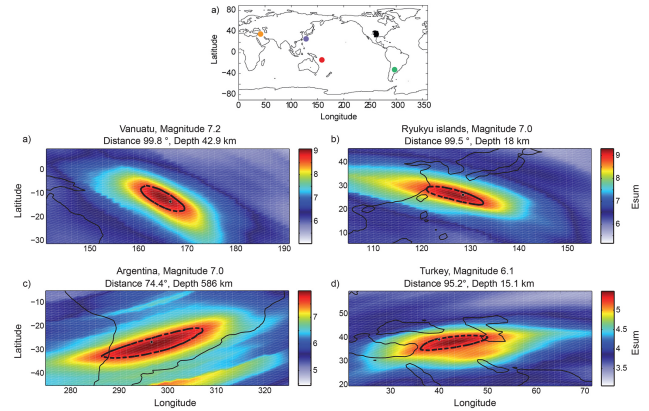 a)
80
40
0
−40
−80
Latitude
0 50 100 150 200 250 300 350
Longitude
a) Vanuatu, Magnitude 7.2
Distance 99.8 °, Depth 42.9 km
b) Ryukyu islands, Magnitude 7.0
Distance 99.5 °, Depth 18 km
Latitude
0
−10
−20
−30
150 160 170 180 190
9
8
7
6
40
30
20
10
110 120 130 140 150
9
8
7
6
Esum
c) Argentina, Magnitude 7.0
Distance 74.4°, Depth 586 km
d) Turkey, Magnitude 6.1
Distance 95.2°, Depth 15.1 km
Latitude
−10
−20
−30
−40
280 290 300 310 320
Longitude
7
6
5
60
50
40
30
20
30 40 50 60 70
Longitude
5
4.5
4
3.5
Esum